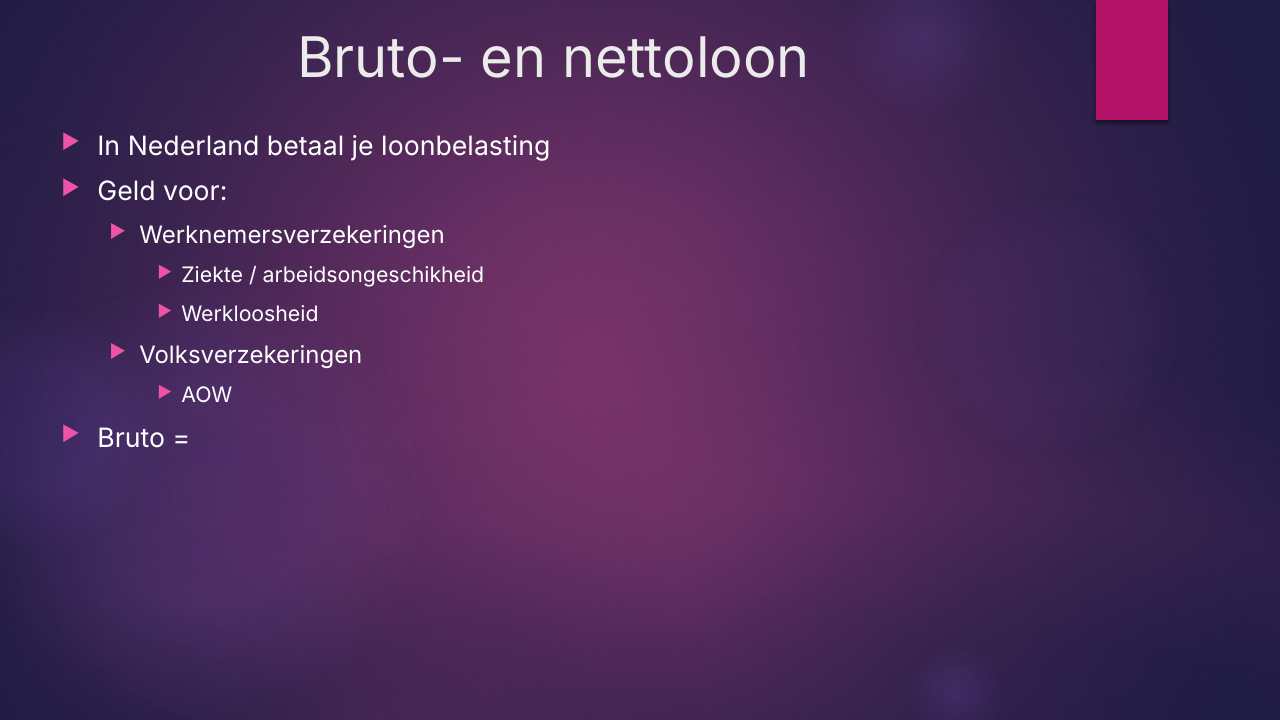 Bruto- en nettoloon
In Nederland betaal je loonbelasting
Geld voor:
Werknemersverzekeringen
Ziekte / arbeidsongeschikheid
Werkloosheid
Volksverzekeringen
AOW
Bruto =